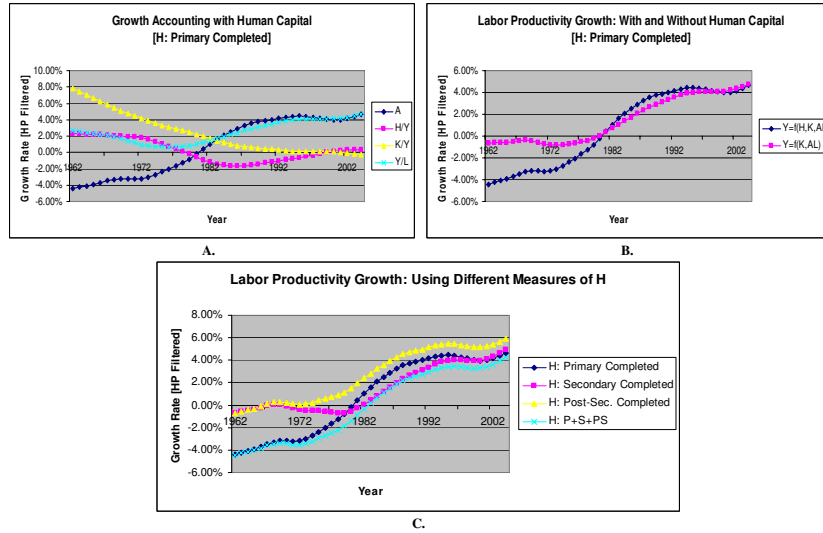 Growth Accounting with Human Capital
[H: Primary Completed]
Growth Rate [HP Filtered]
10.00%
8.00%
6.00%
4.00%
2.00%
0.00%
-2.00%
-4.00%
-6.00%
1962
1972
1982
1992
2002
Year
A
H/Y
K/Y
Y/L
A.
Labor Productivity Growth: With and Without Human Capital
[H: Primary Completed]
Growth Rate [HP Filtered]
6.00%
4.00%
2.00%
0.00%
-2.00%
-4.00%
-6.00%
1962
1972
1982
1992
2002
Year
Y=f(H,K,Al
Y=f(K,AL)
B.
Labor Productivity Growth: Using Different Measures of H
Growth Rate [HP Filtered]
8.00%
6.00%
4.00%
2.00%
0.00%
-2.00%
-4.00%
-6.00%
1962
1972
1982
1992
2002
Year
H: Primary Completed
H: Secondary Completed
H: Post-Sec. Completed
H: P+S+PS
C.